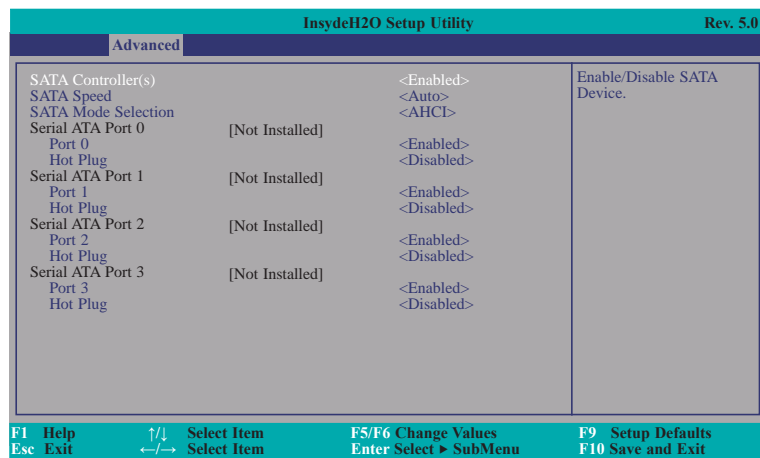 InsydeH2O Setup Utility Rev. 5.0
Advanced
SATA Controller(s) <Enabled>
SATA Speed <Auto>
SATA Mode Selection <AHCI>
Serial ATA Port 0 [Not Installed]
Port 0 <Enabled>
Hot Plug <Disabled>
Serial ATA Port 1 [Not Installed]
Port 1 <Enabled>
Hot Plug <Disabled>
Serial ATA Port 2 [Not Installed]
Port 2 <Enabled>
Hot Plug <Disabled>
Serial ATA Port 3 [Not Installed]
Port 3 <Enabled>
Hot Plug <Disabled>
Enable/Disable SATA
Device.
F1 Help ↑/↓ Select Item F5/F6 Change Values F9 Setup Defaults
Esc Exit ←/→ Select Item Enter Select ► SubMenu F10 Save and Exit